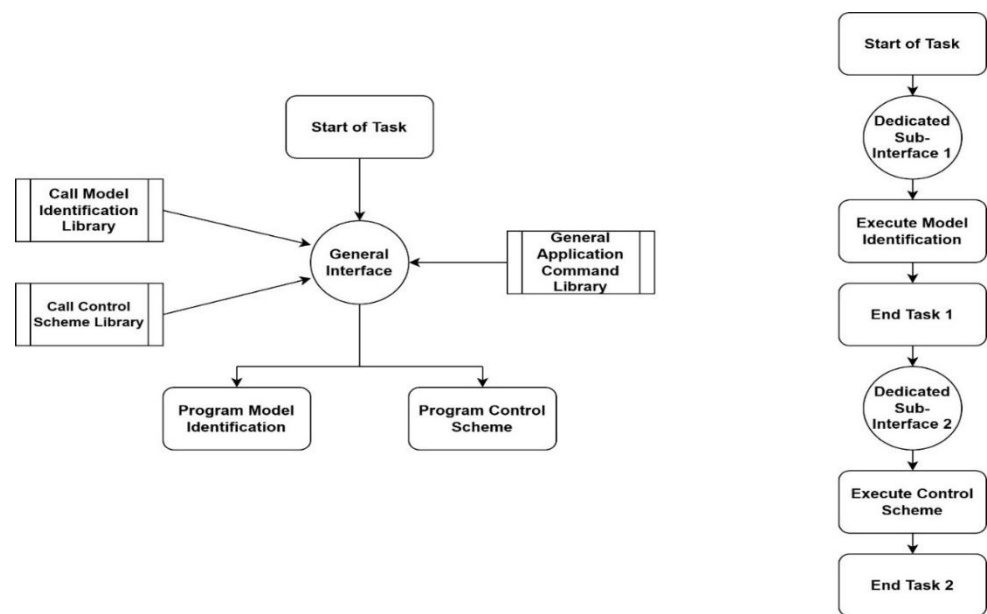 Start of Task
Call Model
Identification
Library
General
Interface
General
Application
Command
Library
Call Control
Scheme Library
Program Model
Identification
Program Control
Scheme
Start of Task
Dedicated
Sub-
Interface 1
Execute Model
Identification
End Task 1
Dedicated
Sub-
Interface 2
Execute Control
Scheme
End Task 2